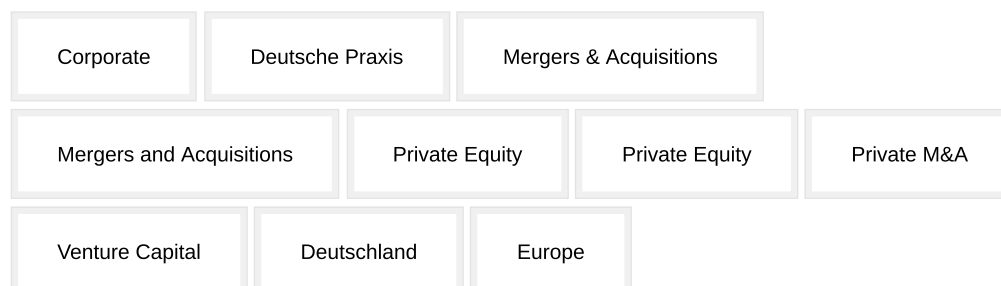 Corporate Deutsche Praxis Mergers & Acquisitions
Mergers and Acquisitions Private Equity Private Equity Private M&A
Venture Capital Deutschland Europe